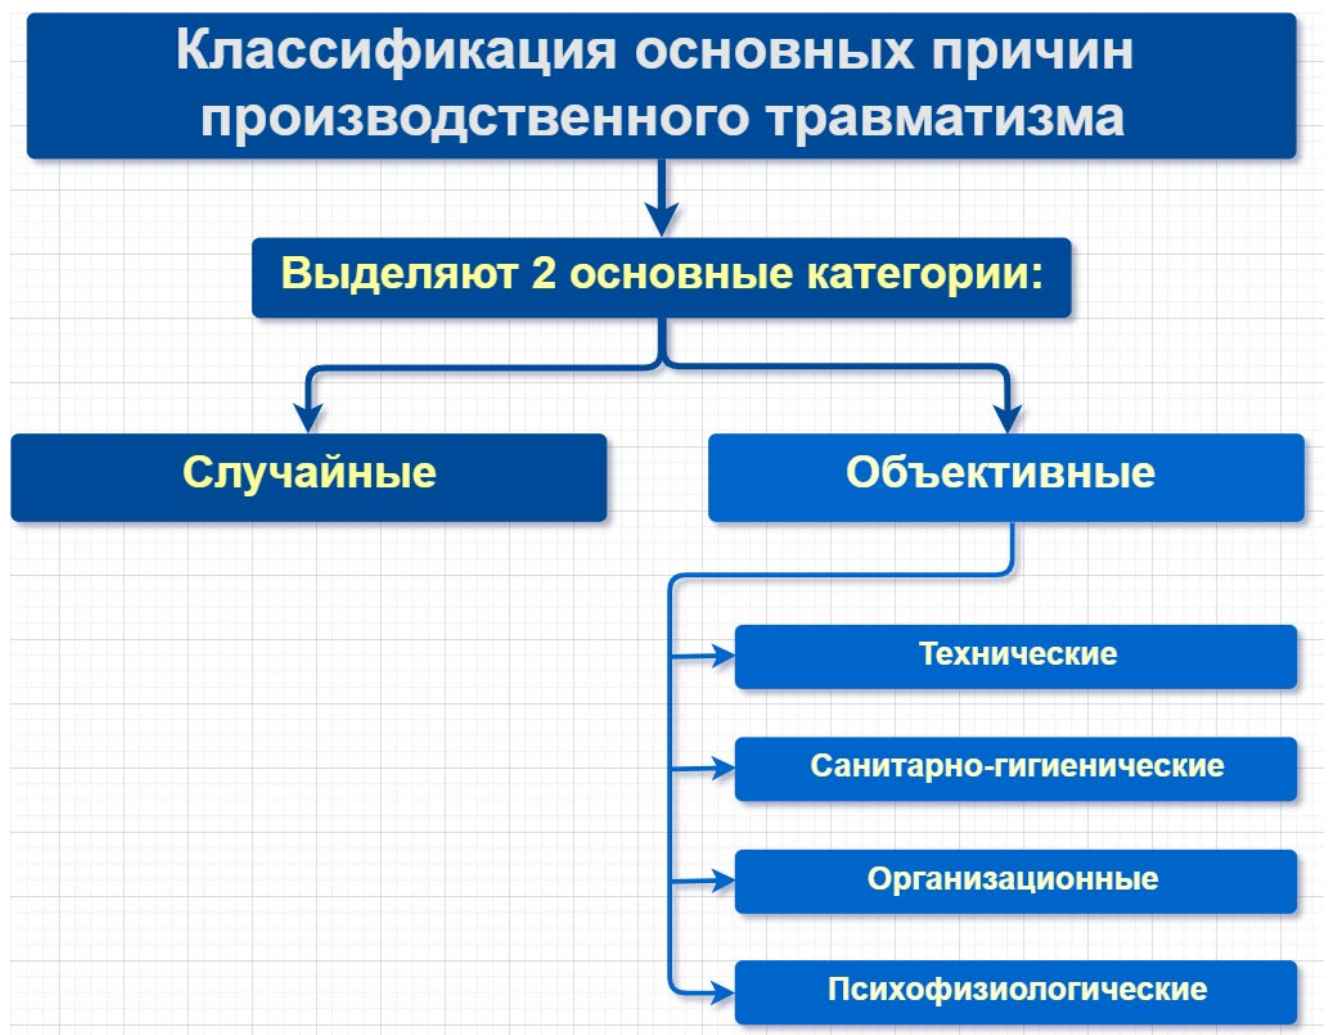 Классификация основных причин
производственного травматизма
Выделяют 2 основные категории:
Случайные
Объективные
Технические
Санитарно-гигиенические
Организационные
Психофизиологические